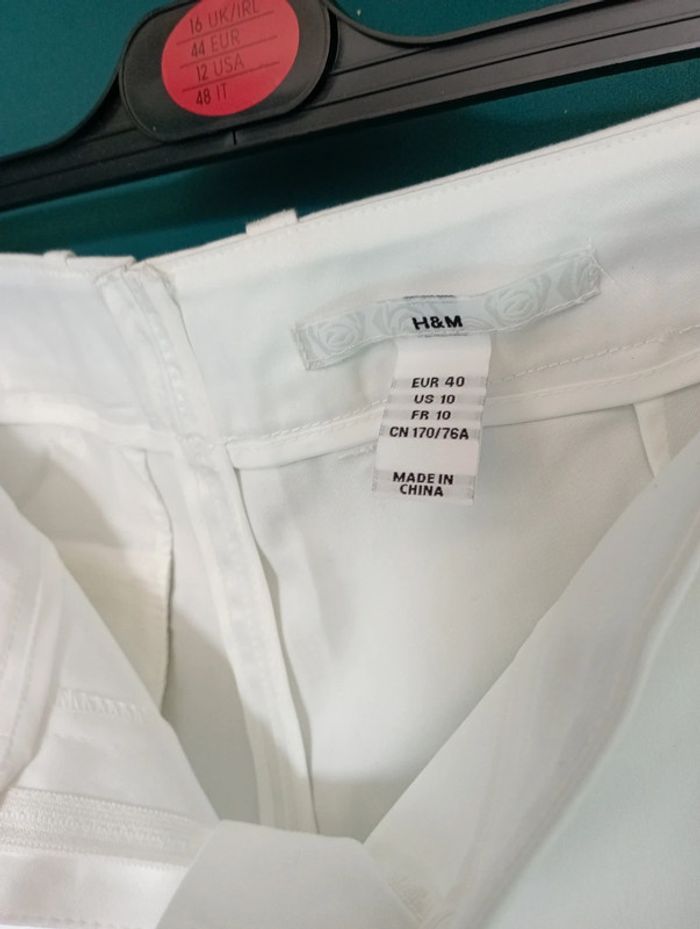 16 UK/IRL
44 EUR
12 USA
48 IT
H&M
EUR 40
US 10
FR 10
CN 170/76A
MADE IN
CHINA